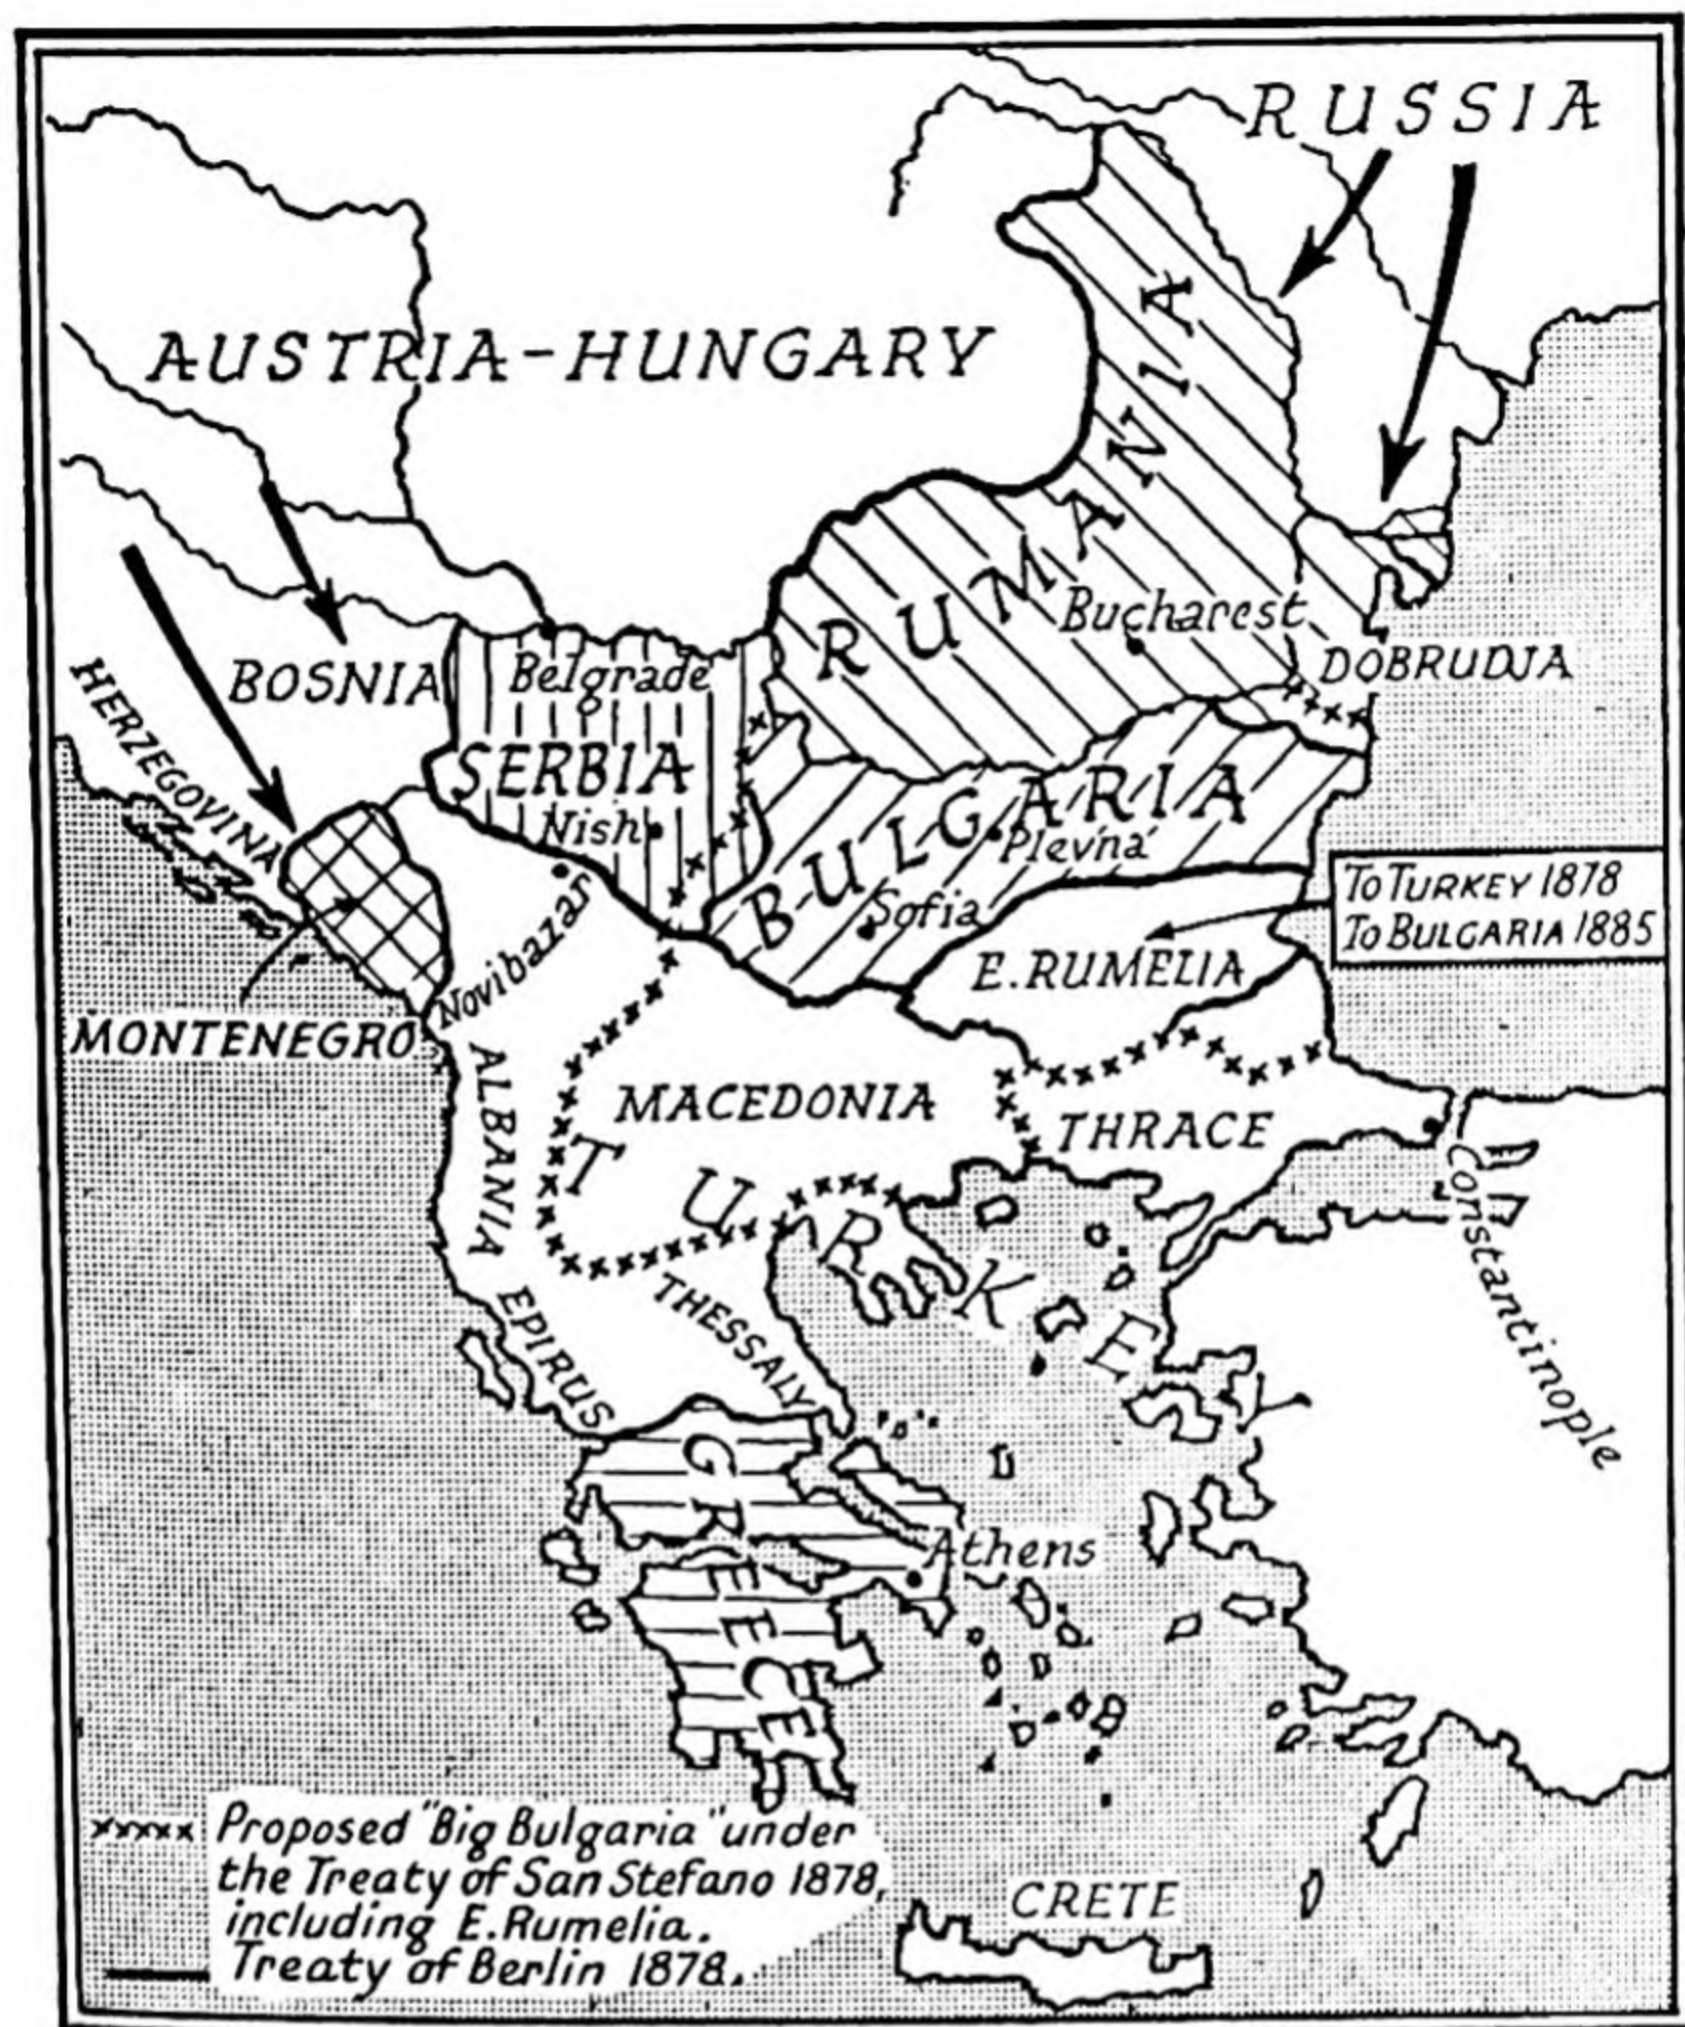 RUSSIA
AUSTRIA-HUNGARY
RUMANIA
Bucharest
DOBRUDJA
BOSNIA
HERZEGOVINA
Belgrade
SERBIA
Nish
BULGARIA
Plevna
Sofia
To TURKEY 1878
To BULGARIA 1885
E. RUMELIA
Novibazar
MONTENEGRO
ALBANIA
MACEDONIA
THRACE
Constantinople
TURKEY
THESSALY
EPIRUS
GREECE
Athens
CRETE
xxxxx Proposed "Big Bulgaria" under
the Treaty of San Stefano 1878,
including E. Rumelia.
Treaty of Berlin 1878.